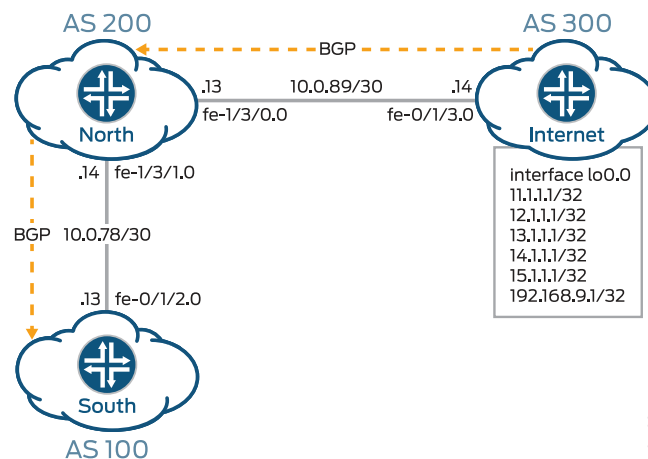 AS 200
AS 300
BGP
.13
10.0.89/30
.14
fe-1/3/0.0
fe-0/1/3.0
North
Internet
.14
fe-1/3/1.0
interface lo0.0
11.1.1.1/32
12.1.1.1/32
13.1.1.1/32
14.1.1.1/32
15.1.1.1/32
192.168.9.1/32
BGP
10.0.78/30
.13
fe-0/1/2.0
South
AS 100